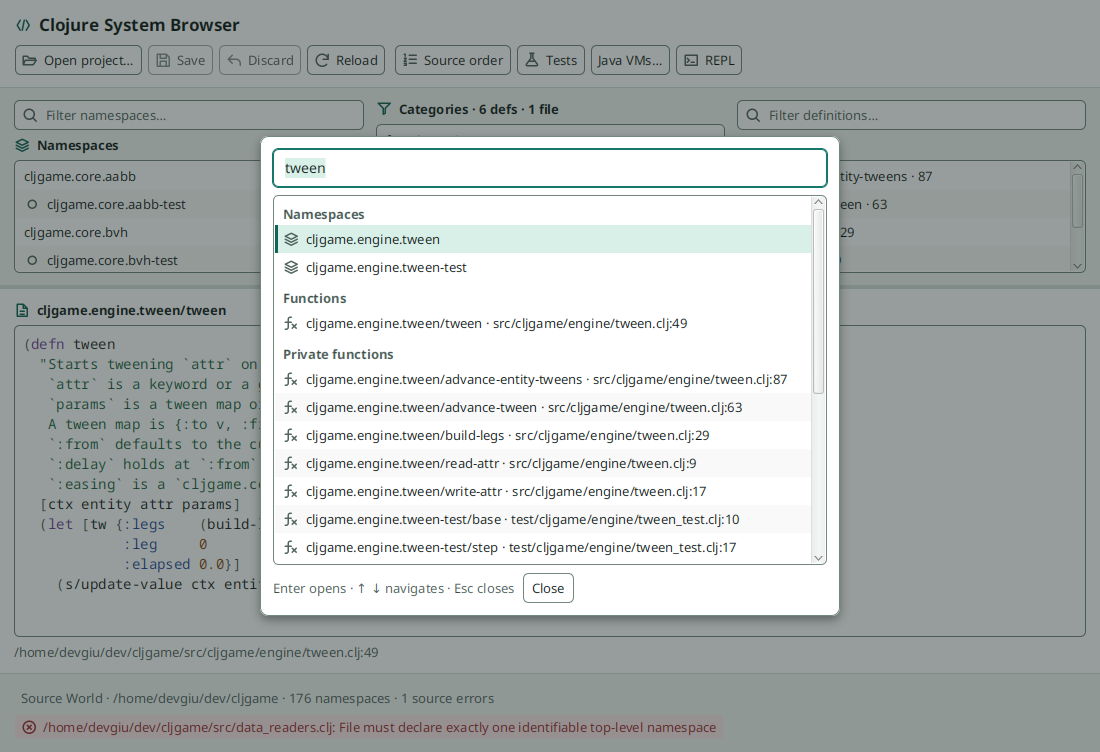 Clojure System Browser
Open project... Save Discard Reload Source order Tests Java VMs... REPL
Filter namespaces...
Categories · 6 defs · 1 file
Filter definitions...
Namespaces
cljgame.core.aabb
cljgame.core.aabb-test
cljgame.core.bvh
cljgame.core.bvh-test
tity-tweens · 87
een · 63
29
tween
Namespaces
cljgame.engine.tween
cljgame.engine.tween-test
Functions
cljgame.engine.tween/tween · src/cljgame/engine/tween.clj:49
Private functions
cljgame.engine.tween/advance-entity-tweens · src/cljgame/engine/tween.clj:87
cljgame.engine.tween/advance-tween · src/cljgame/engine/tween.clj:63
cljgame.engine.tween/build-legs · src/cljgame/engine/tween.clj:29
cljgame.engine.tween/read-attr · src/cljgame/engine/tween.clj:9
cljgame.engine.tween/write-attr · src/cljgame/engine/tween.clj:17
cljgame.engine.tween-test/base · test/cljgame/engine/tween_test.clj:10
cljgame.engine.tween-test/step · test/cljgame/engine/tween_test.clj:17
Enter opens · ↑ ↓ navigates · Esc closes Close
cljgame.engine.tween/tween
(defn tween
"Starts tweening `attr` on
`attr` is a keyword or a
`params` is a tween map
A tween map is {:to v,
`:from` defaults to the
`:delay` holds at `:from`
`:easing` is a `cljgame.
[ctx entity attr params]
(let [tw {:legs (build-
:leg 0
:elapsed 0.0}]
(s/update-value ctx enti
/home/devgiu/dev/cljgame/src/cljgame/engine/tween.clj:49
Source World · /home/devgiu/dev/cljgame · 176 namespaces · 1 source errors
/home/devgiu/dev/cljgame/src/data_readers.clj: File must declare exactly one identifiable top-level namespace